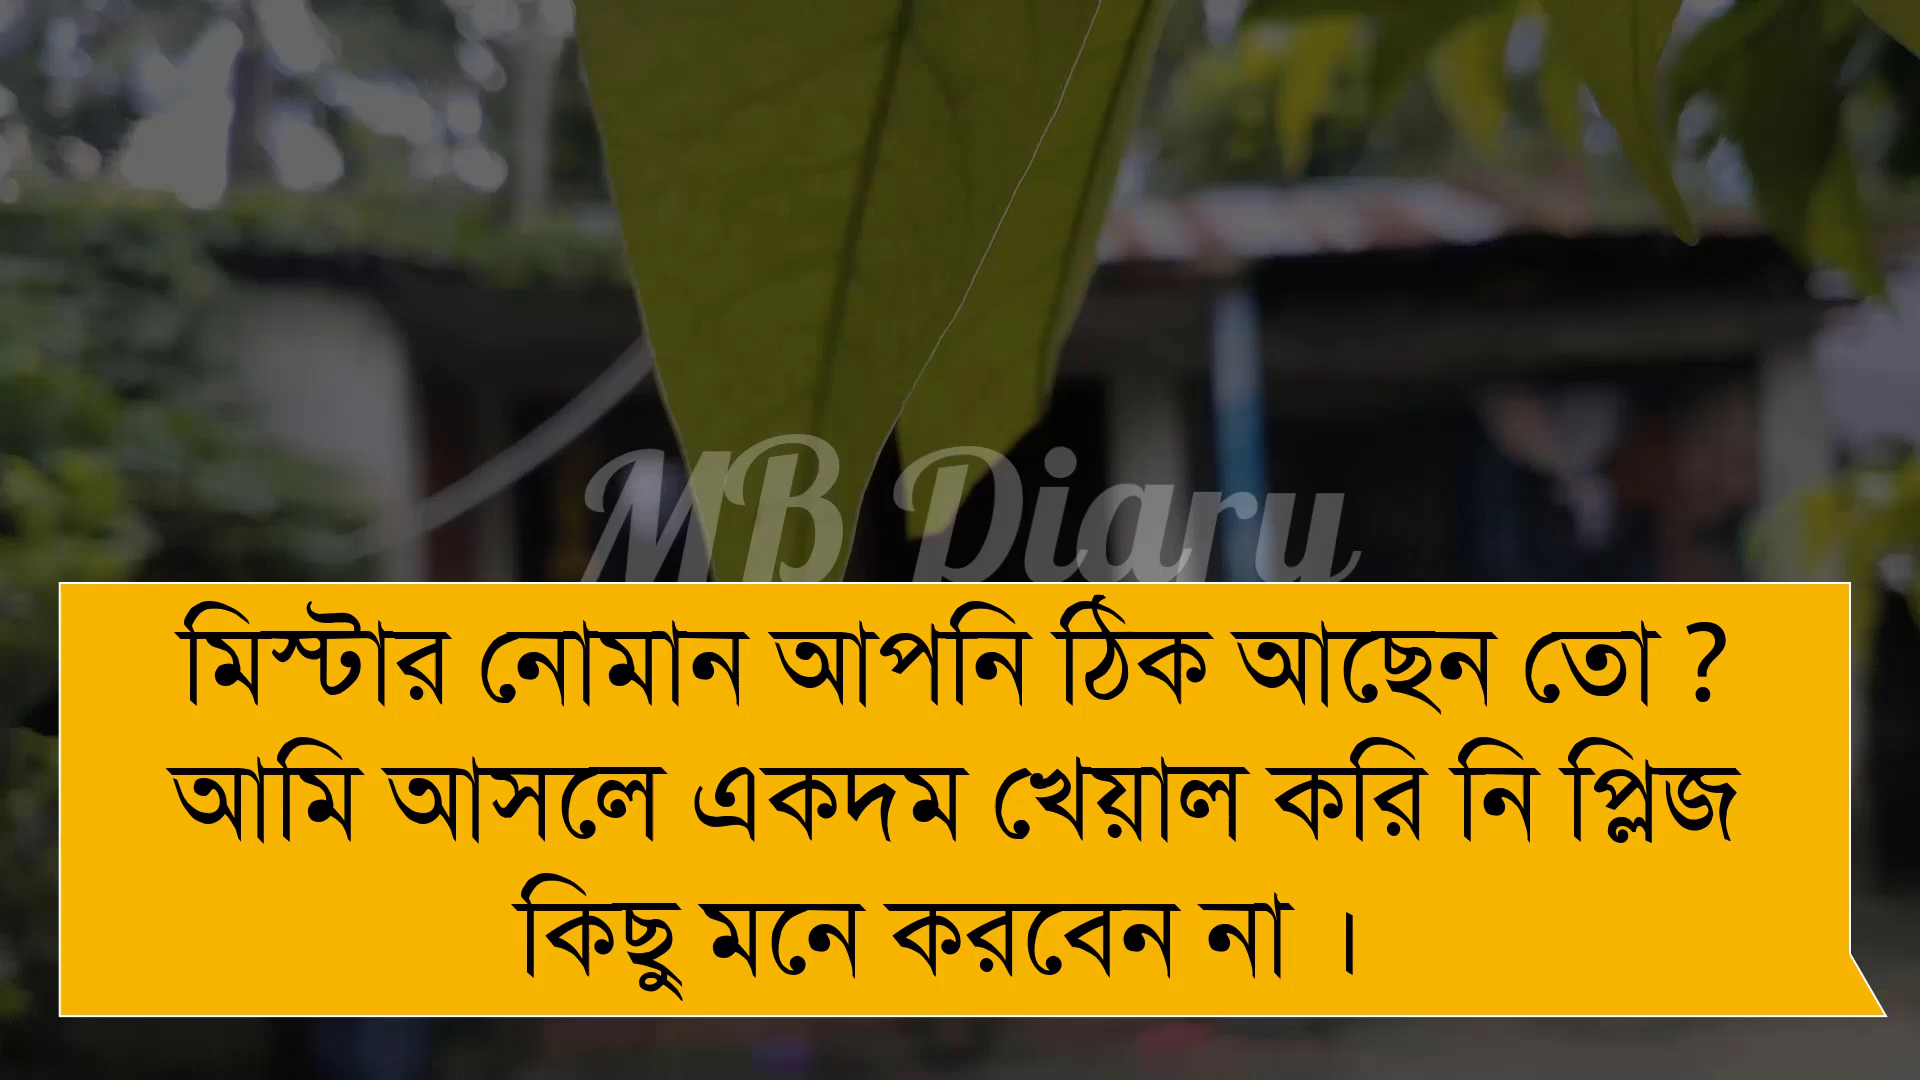 MB Diary
মিস্টার নোমান আপনি ঠিক আছেন তো ?
আমি আসলে একদম খেয়াল করি নি প্লিজ
কিছু মনে করবেন না ।